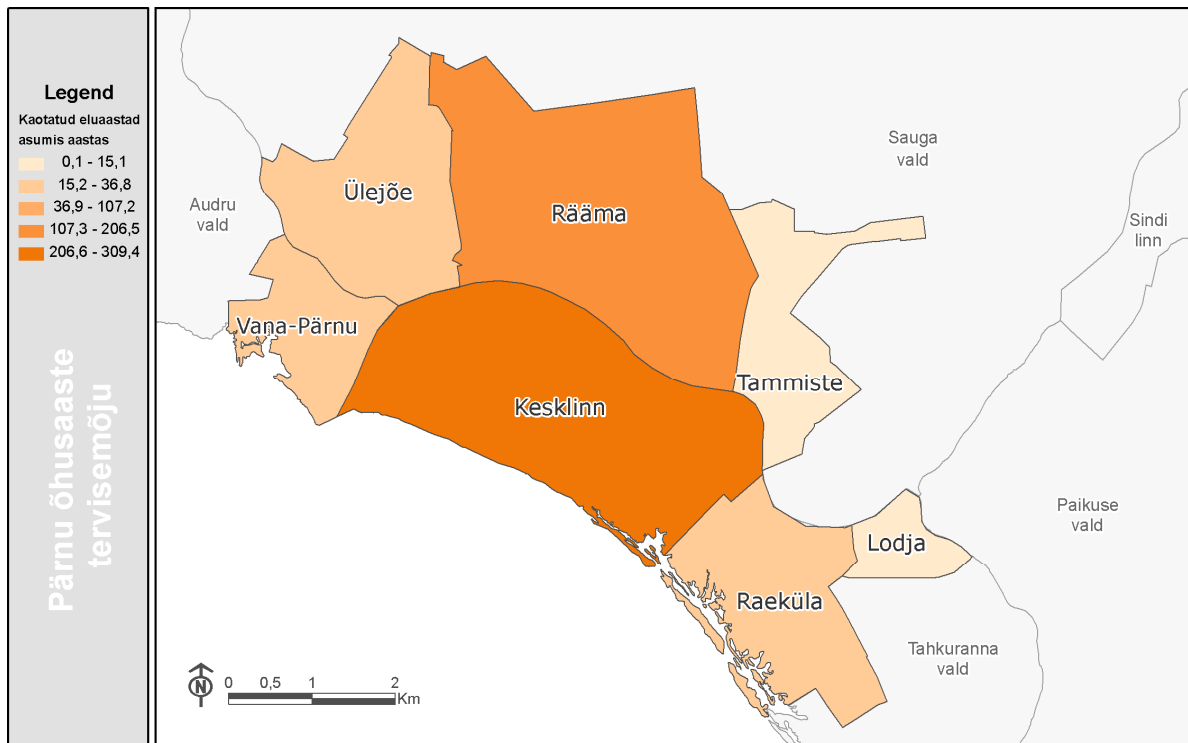 Legend
Kaotatud eluaastad
asumis aastas
0,1 - 15,1
15,2 - 36,8
36,9 - 107,2
107,3 - 206,5
206,6 - 309,4
Pärnu õhusaaste
tervisemõju
Audru
vald
Ülejõe
Rääma
Sauga
vald
Sindi
linn
Vana-Pärnu
Kesklinn
Tammiste
Paikuse
vald
Lodja
Raeküla
Tahkuranna
vald
N
0 0,5 1 2
Km